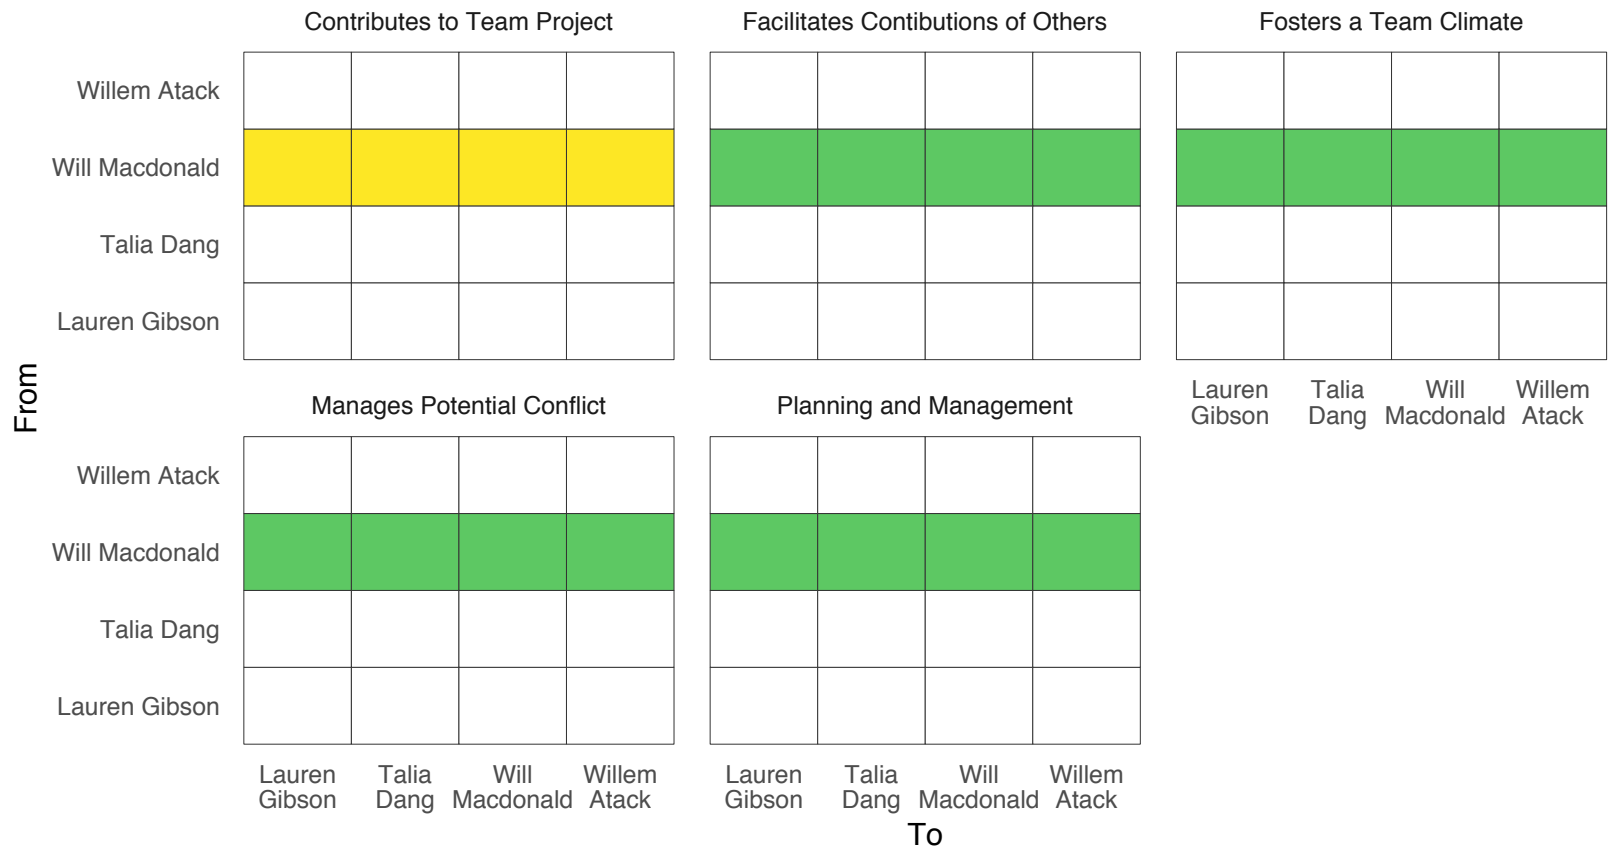 Contributes to Team Project
Facilitates Contibutions of Others
Fosters a Team Climate
Willem Atack
Will Macdonald
Talia Dang
Lauren Gibson
Lauren
Gibson
Talia
Dang
Will
Macdonald
Willem
Atack
From
Manages Potential Conflict
Planning and Management
Willem Atack
Will Macdonald
Talia Dang
Lauren Gibson
Lauren
Gibson
Talia
Dang
Will
Macdonald
Willem
Atack
Lauren
Gibson
Talia
Dang
Will
Macdonald
Willem
Atack
To